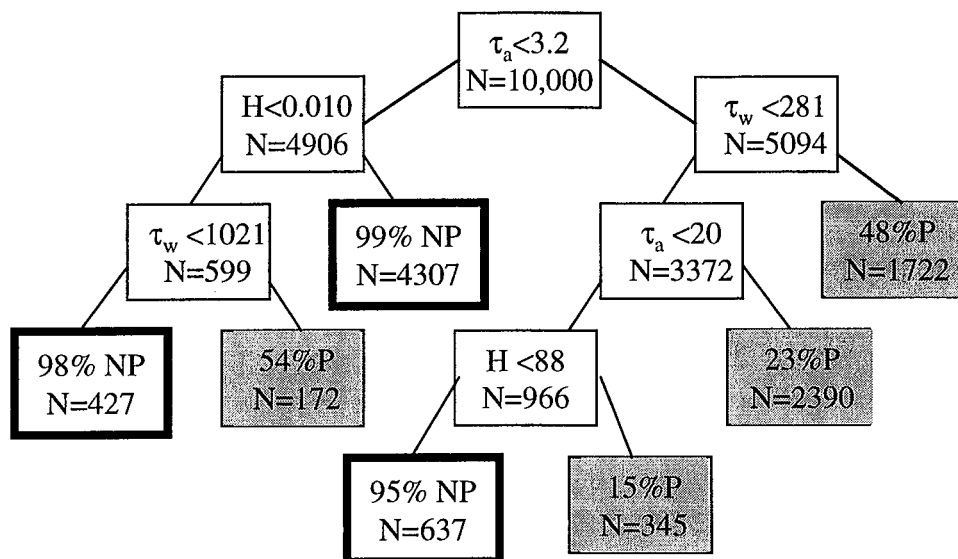 τa<3.2
N=10,000
H<0.010
N=4906
τw <281
N=5094
τw <1021
N=599
99% NP
N=4307
τa <20
N=3372
48%P
N=1722
98% NP
N=427
54%P
N=172
H <88
N=966
23%P
N=2390
95% NP
N=637
15%P
N=345